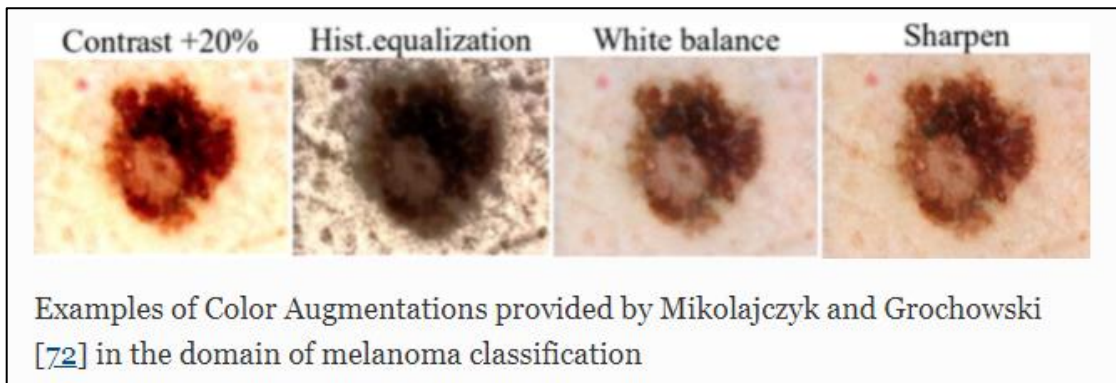 Contrast +20% Hist.equalization White balance Sharpen
Examples of Color Augmentations provided by Mikolajczyk and Grochowski
[72] in the domain of melanoma classification